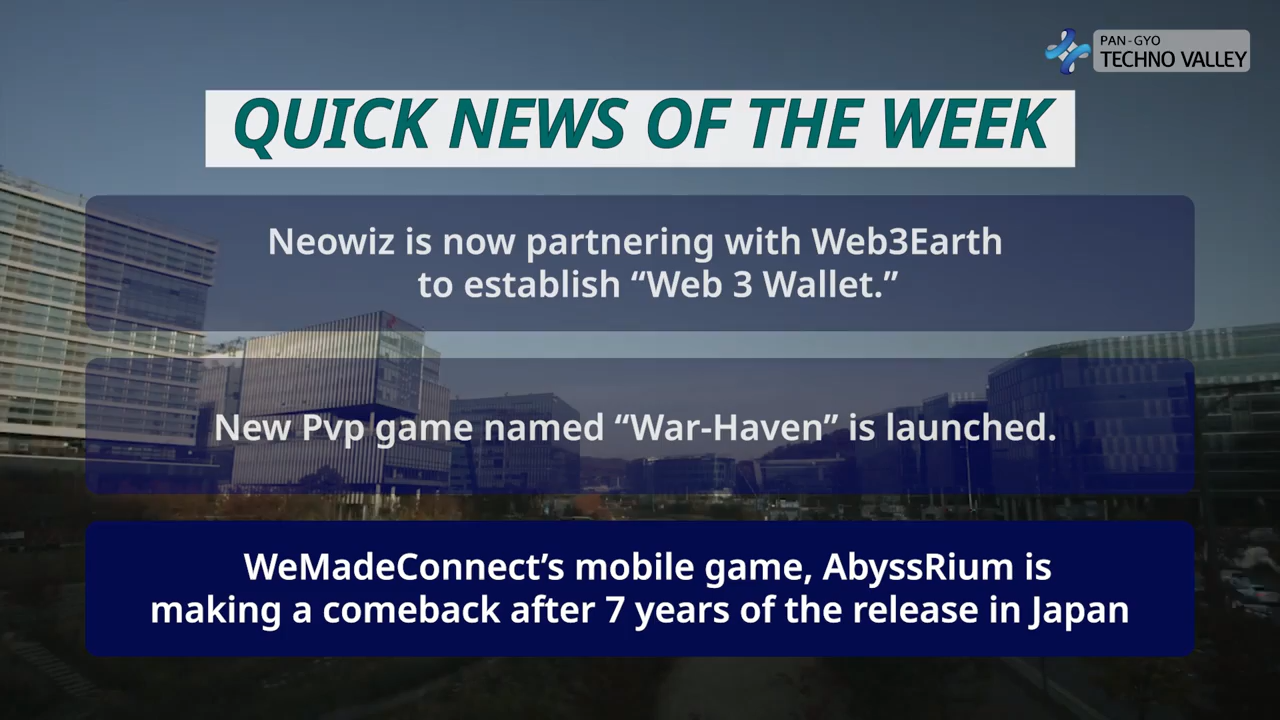 PAN-GYO
TECHNO VALLEY
QUICK NEWS OF THE WEEK
Neowiz is now partnering with Web3Earth
to establish “Web 3 Wallet.”
New Pvp game named “War-Haven” is launched.
WeMadeConnect’s mobile game, AbyssRium is
making a comeback after 7 years of the release in Japan